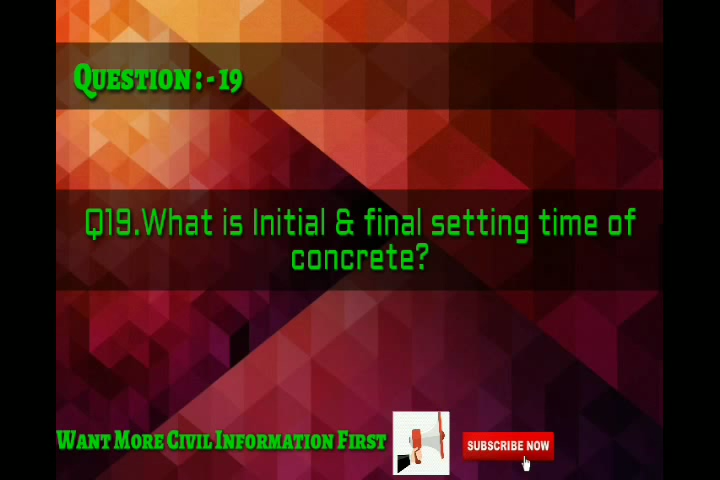 Question : - 19
Q19.What is Initial & final setting time of
concrete?
Want More Civil Information First
SUBSCRIBE NOW